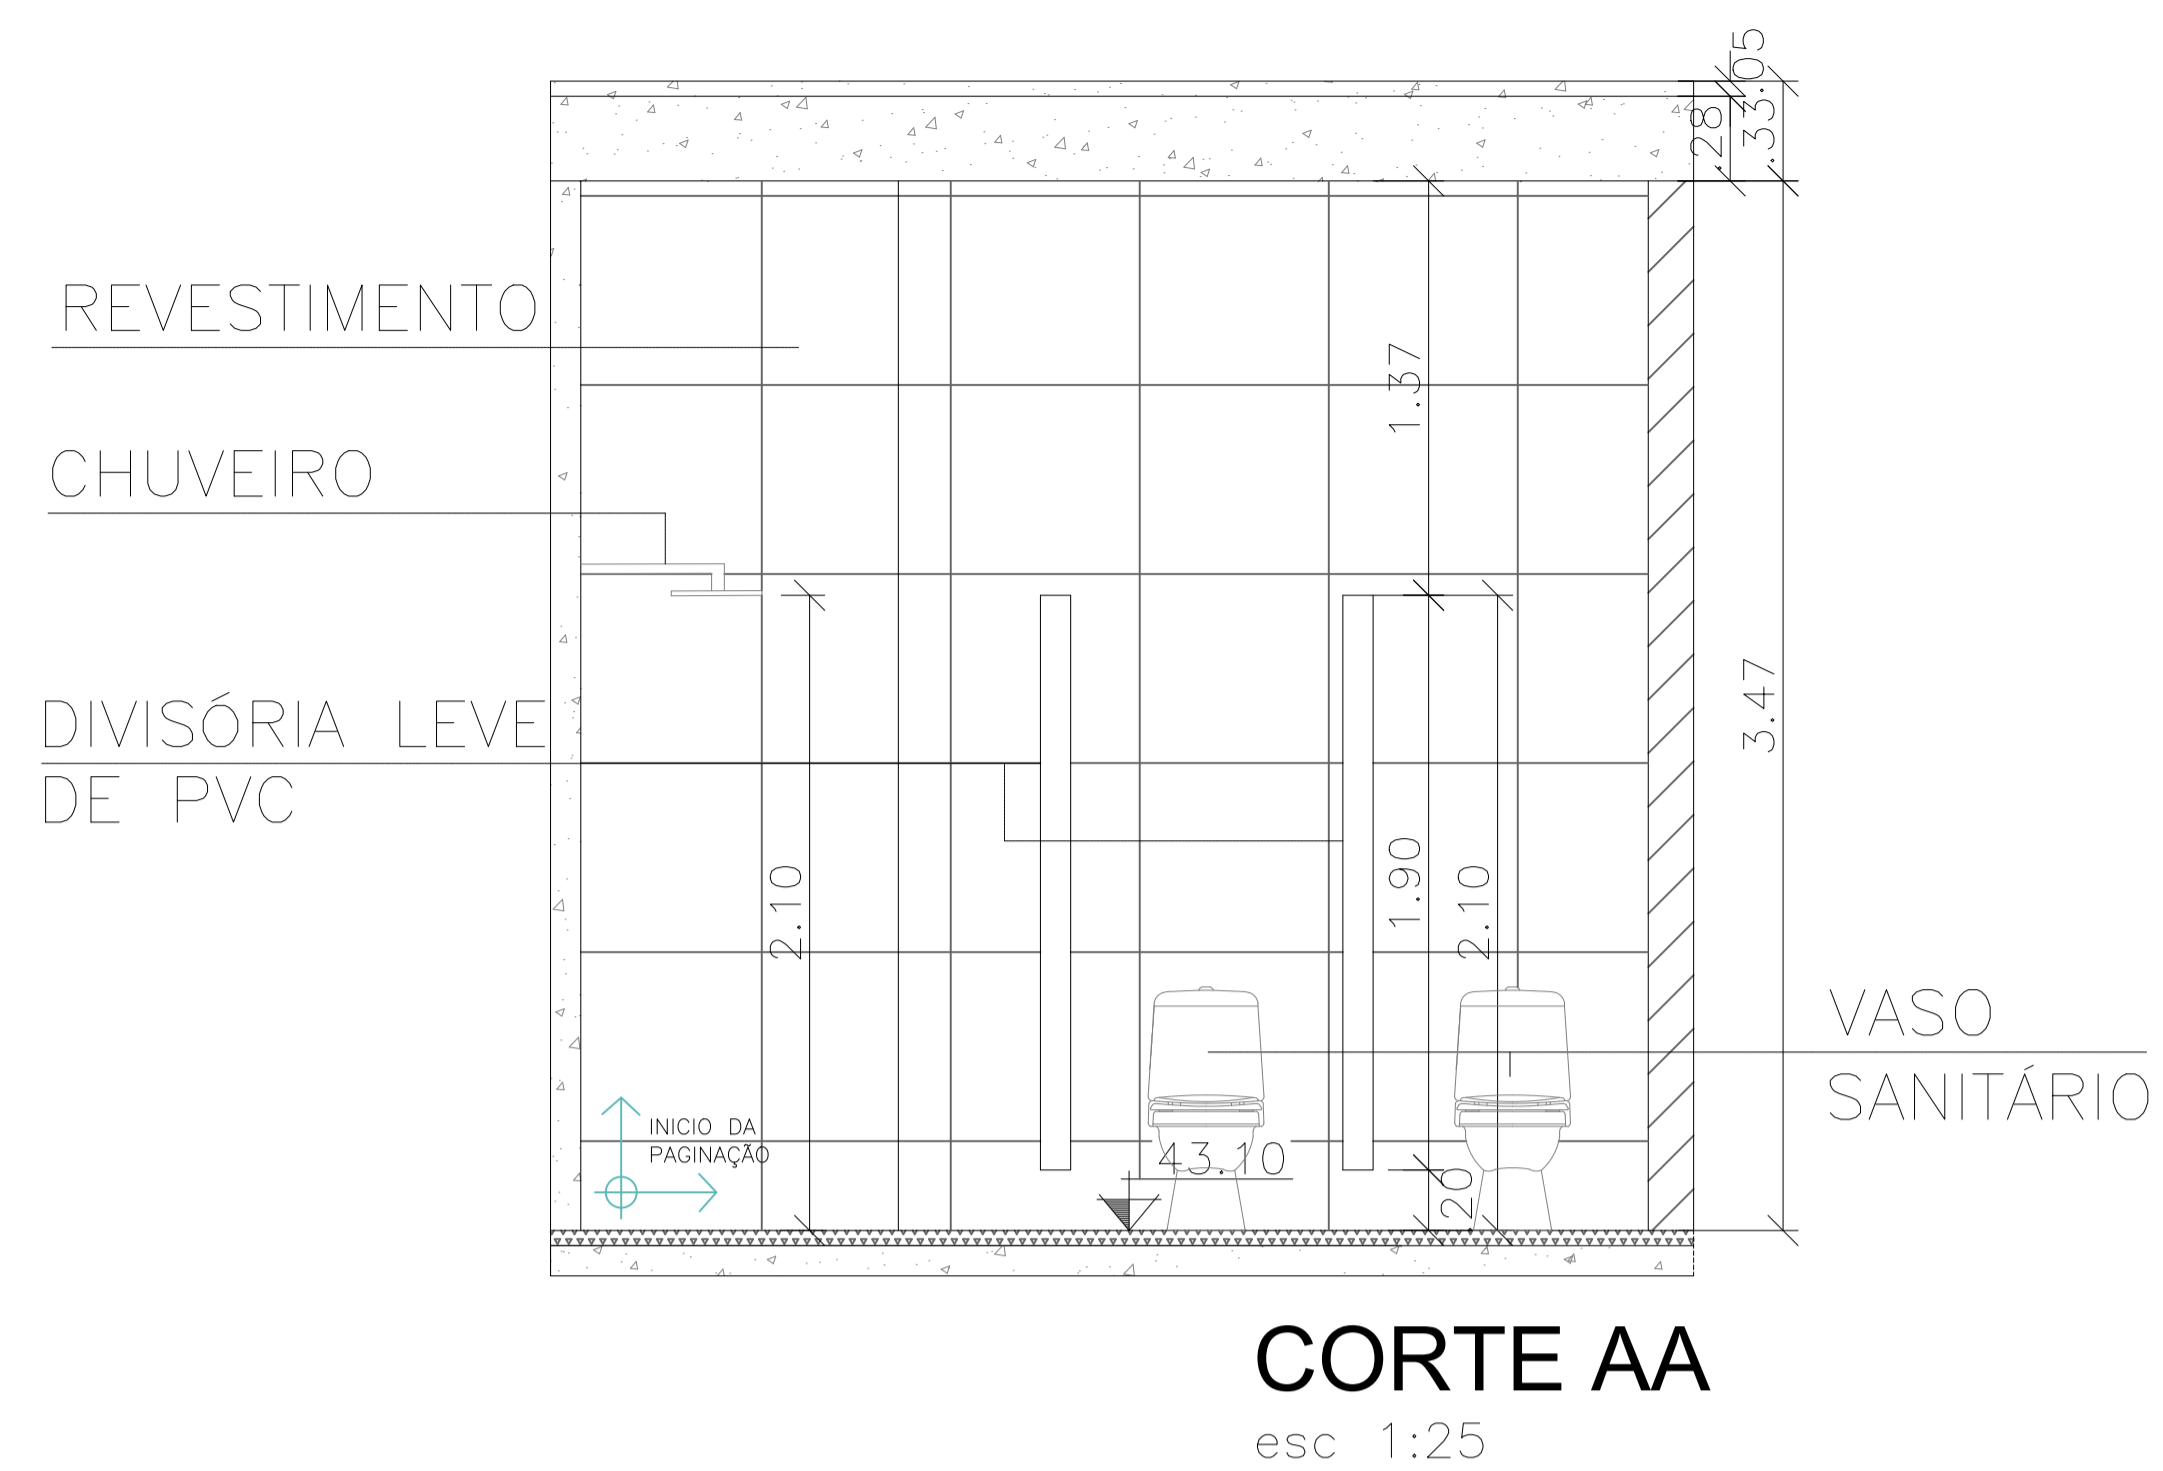 .05
.28
.33
REVESTIMENTO
1.37
CHUVEIRO
3.47
DIVISÓRIA LEVE
DE PVC
2.10
1.90
2.10
VASO
SANITÁRIO
INICIO DA
PAGINAÇÃO
43.10
.20
CORTE AA
esc 1:25